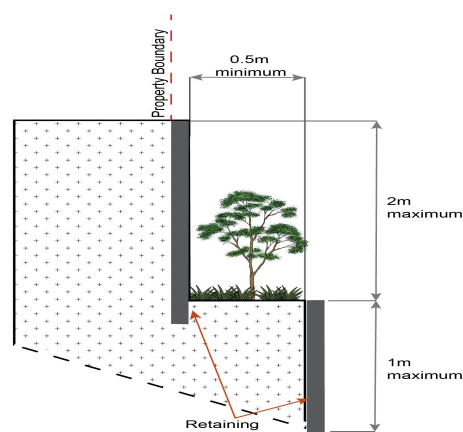 Property Boundary
0.5m
minimum
2m
maximum
1m
maximum
Retaining